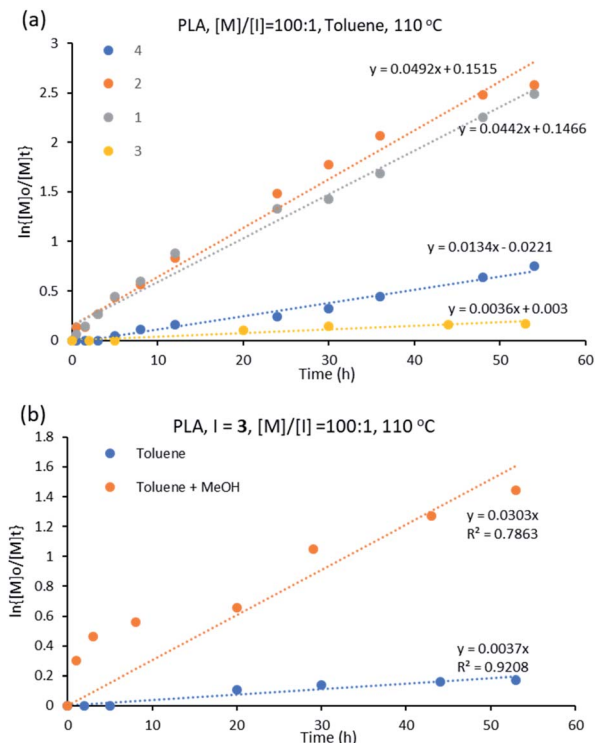 (a)
PLA, [M]/[I]=100:1, Toluene, 110 °C
3
2.5
2
1.5
1
0.5
0
ln{[M]o/[M]t}
4
2
1
3
y = 0.0492x + 0.1515
y = 0.0442x + 0.1466
y = 0.0134x - 0.0221
y = 0.0036x + 0.003
0 10 20 30 40 50 60
Time (h)
(b)
PLA, I = 3, [M]/[I] =100:1, 110 °C
1.8
1.6
1.4
1.2
1
0.8
0.6
0.4
0.2
0
ln{[M]o/[M]t}
Toluene
Toluene + MeOH
y = 0.0303x
R² = 0.7863
y = 0.0037x
R² = 0.9208
0 10 20 30 40 50 60
Time (h)